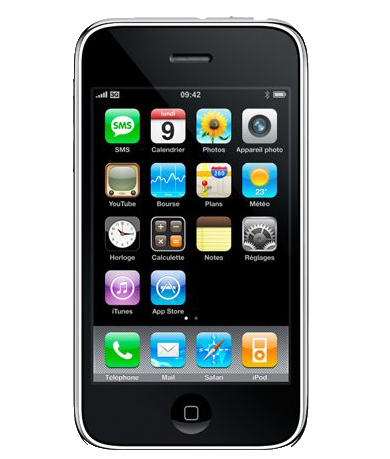 3G 09:42
SMS lundi 9 280
SMS Calendrier Photos Appareil photo
YouTube Bourse Plans Météo
23°
Horloge Calculette Notes Réglages
iTunes App Store
Téléphone Mail Safari iPod